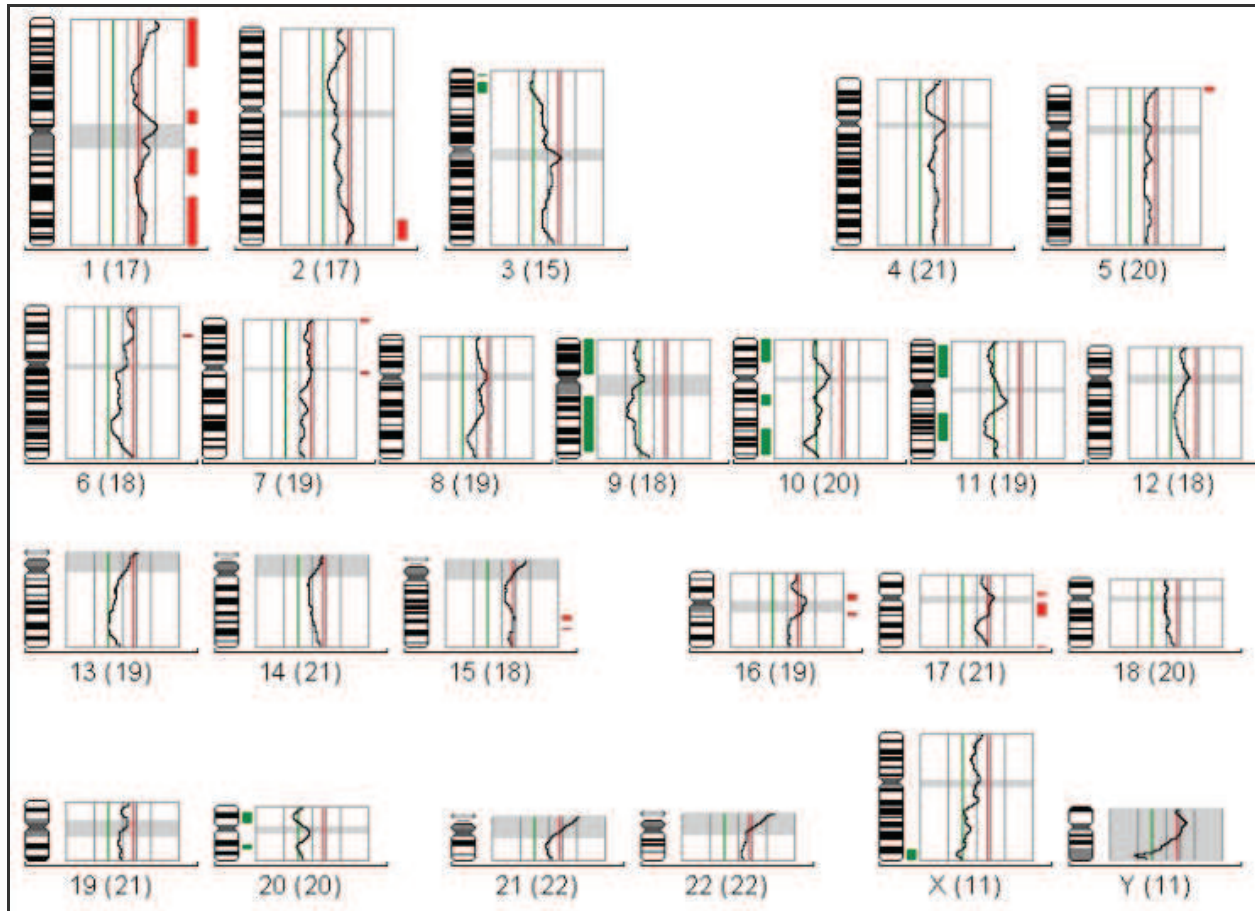 1 (17) 2 (17) 3 (15) 4 (21) 5 (20)
6 (18) 7 (19) 8 (19) 9 (18) 10 (20) 11 (19) 12 (18)
13 (19) 14 (21) 15 (18) 16 (19) 17 (21) 18 (20)
19 (21) 20 (20) 21 (22) 22 (22) X (11) Y (11)